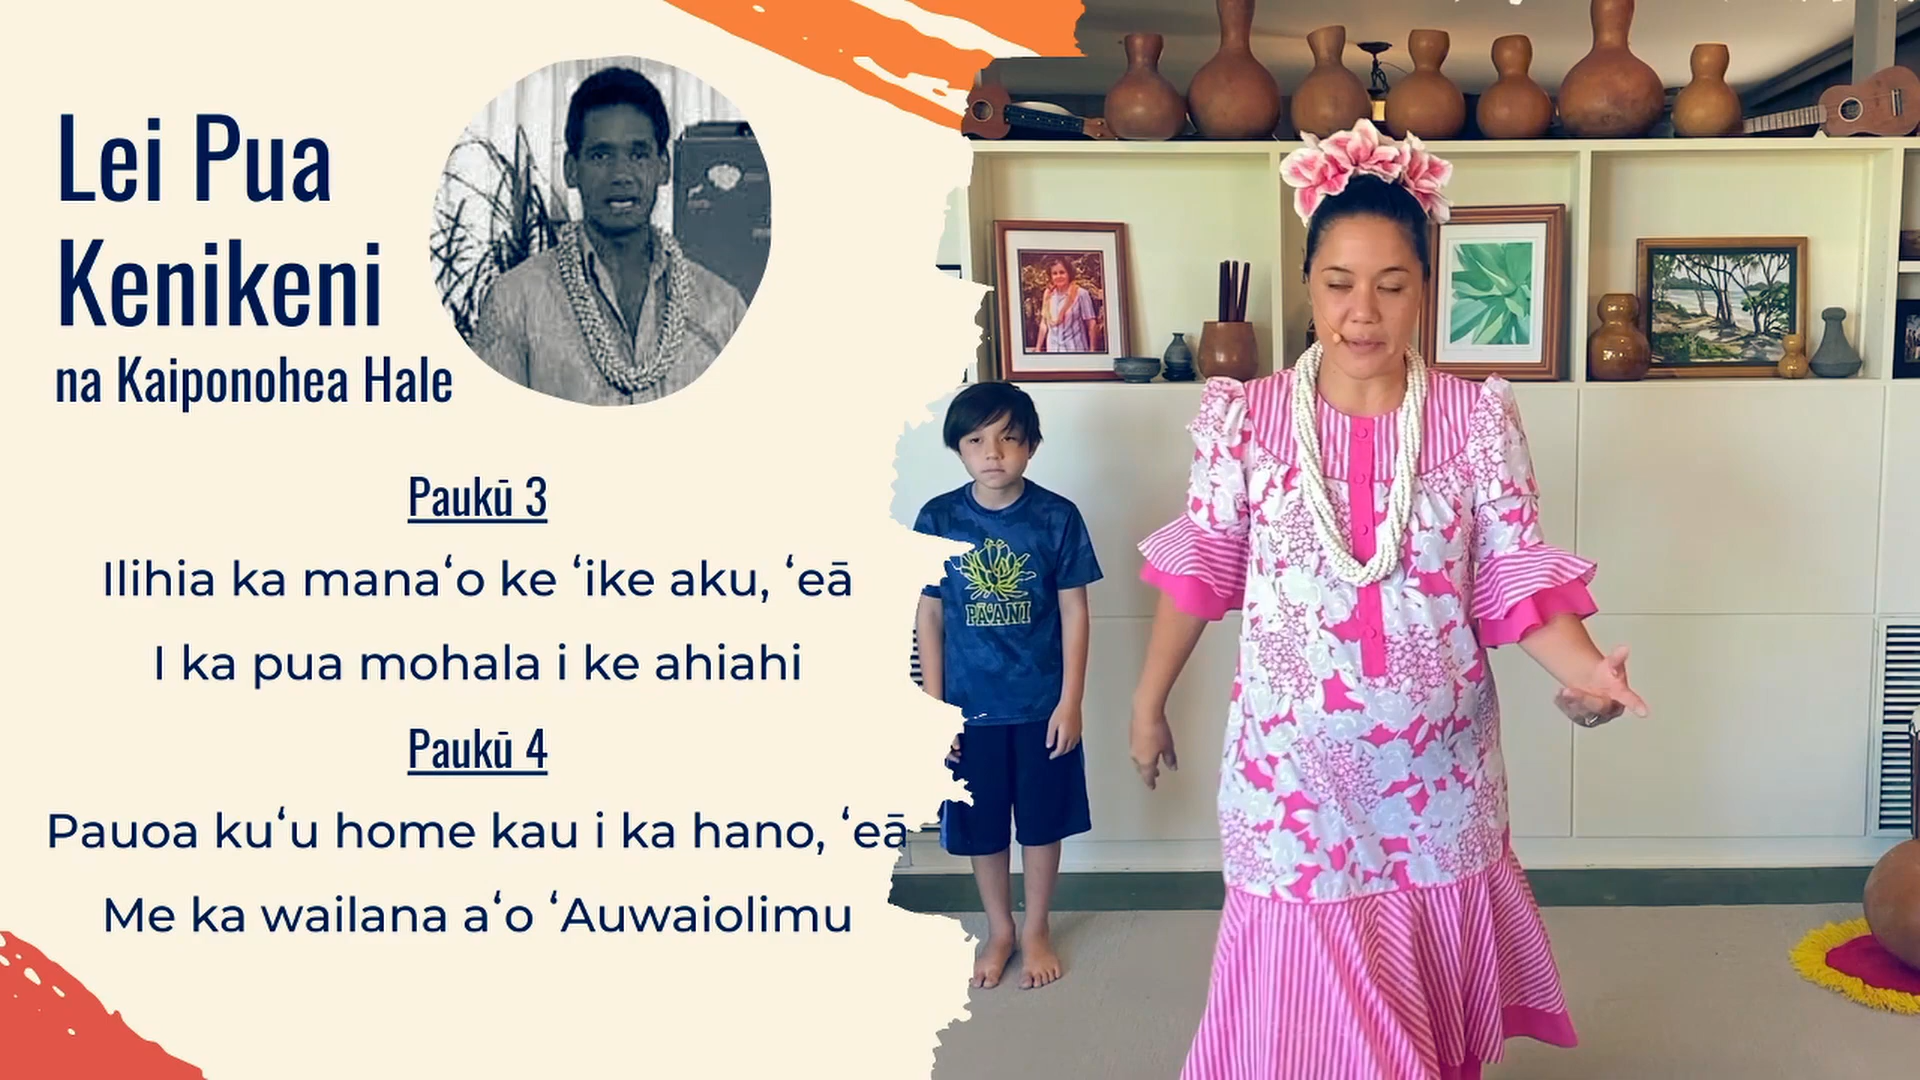 Lei Pua
Kenikeni
na Kaiponohea Hale
Paukū 3
Ilihia ka manaʻo ke ʻike aku, ʻeā
I ka pua mohala i ke ahiahi
Paukū 4
Pauoa kuʻu home kau i ka hano, ʻeā
Me ka wailana aʻo ʻAuwaiolimu
PĀʻANI